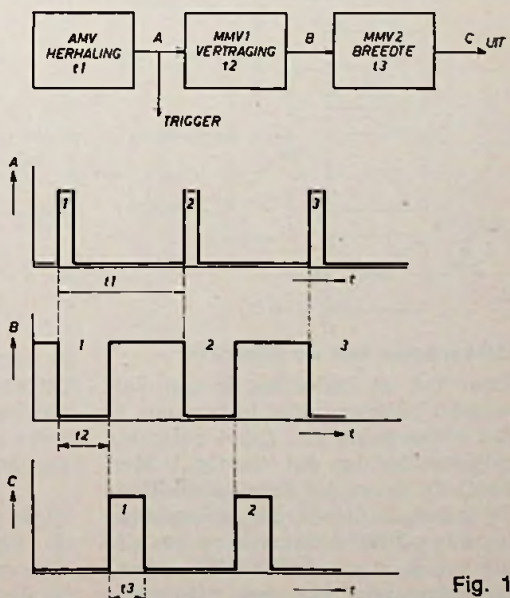 AMV
HERHALING
t1
A
MMV1
VERTRAGING
t2
B
MMV2
BREEDTE
t3
C
UIT
TRIGGER
A
1
2
3
t1
t
B
1
2
3
t2
t
C
1
2
t3
t
Fig. 1